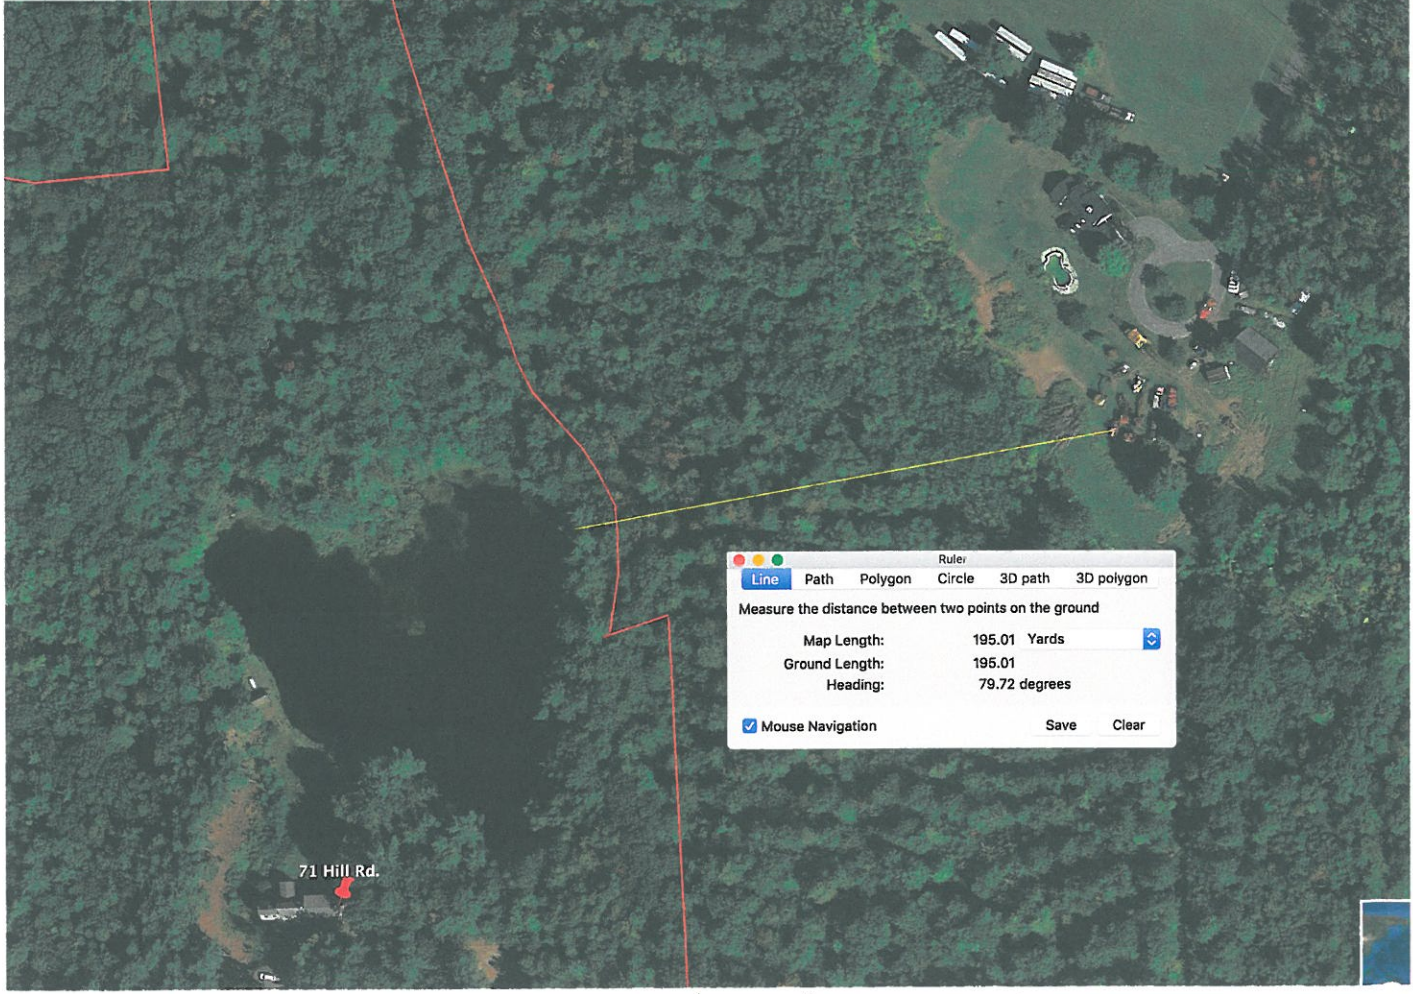 Ruler
Line Path Polygon Circle 3D path 3D polygon
Measure the distance between two points on the ground
Map Length: 195.01 Yards
Ground Length: 195.01
Heading: 79.72 degrees
Mouse Navigation Save Clear
71 Hill Rd.